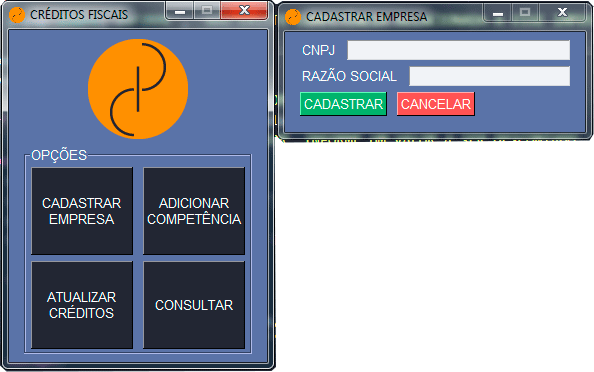 CRÉDITOS FISCAIS
OPÇÕES
CADASTRAR
EMPRESA
ADICIONAR
COMPETÊNCIA
ATUALIZAR
CRÉDITOS
CONSULTAR
CADASTRAR EMPRESA
CNPJ
RAZÃO SOCIAL
CADASTRAR
CANCELAR